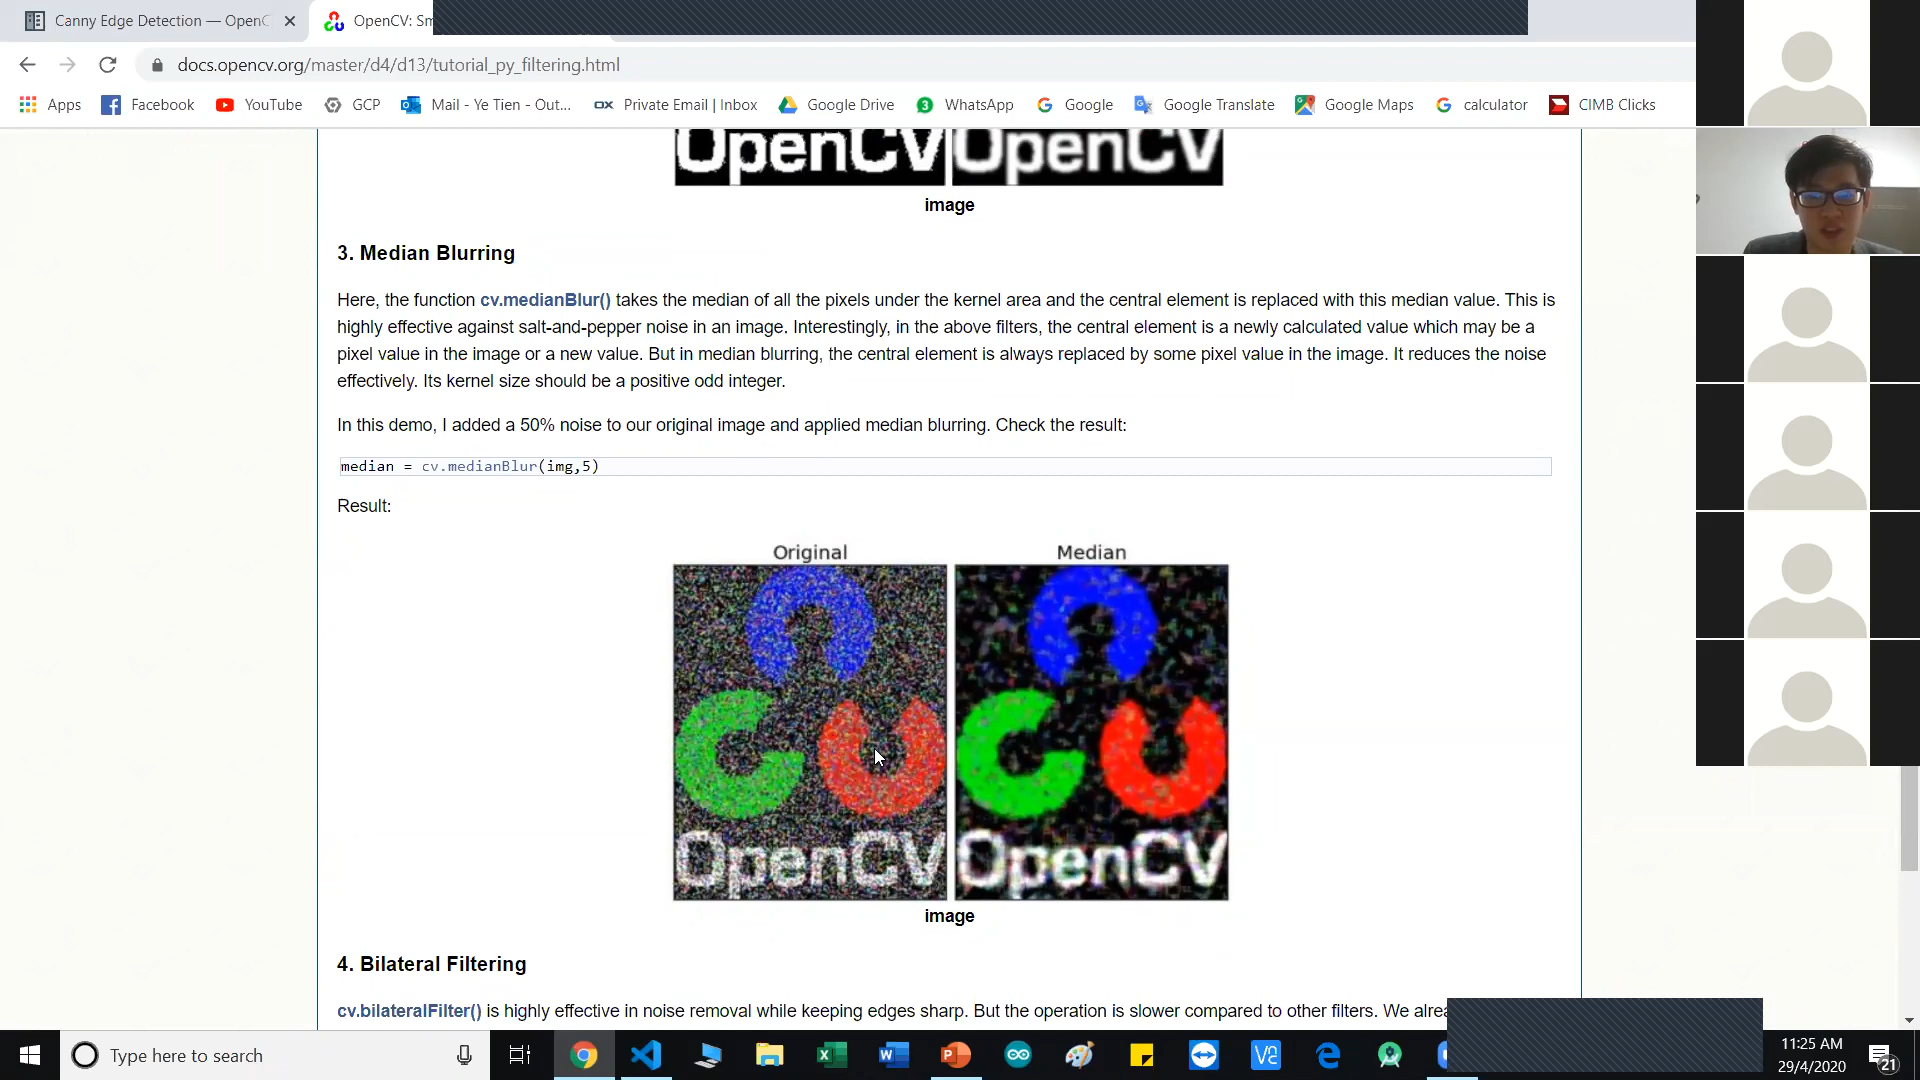 Canny Edge Detection — OpenC
OpenCV: Sm
docs.opencv.org/master/d4/d13/tutorial_py_filtering.html
Apps Facebook YouTube GCP Mail - Ye Tien - Out... Private Email | Inbox Google Drive 3 WhatsApp Google Google Translate Google Maps calculator CIMB Clicks
OpenCV OpenCV
image
3. Median Blurring
Here, the function cv.medianBlur() takes the median of all the pixels under the kernel area and the central element is replaced with this median value. This is
highly effective against salt-and-pepper noise in an image. Interestingly, in the above filters, the central element is a newly calculated value which may be a
pixel value in the image or a new value. But in median blurring, the central element is always replaced by some pixel value in the image. It reduces the noise
effectively. Its kernel size should be a positive odd integer.
In this demo, I added a 50% noise to our original image and applied median blurring. Check the result:
median = cv.medianBlur(img,5)
Result:
Original Median
OpenCV OpenCV
image
4. Bilateral Filtering
cv.bilateralFilter() is highly effective in noise removal while keeping edges sharp. But the operation is slower compared to other filters. We alrea
Type here to search
11:25 AM
29/4/2020
21